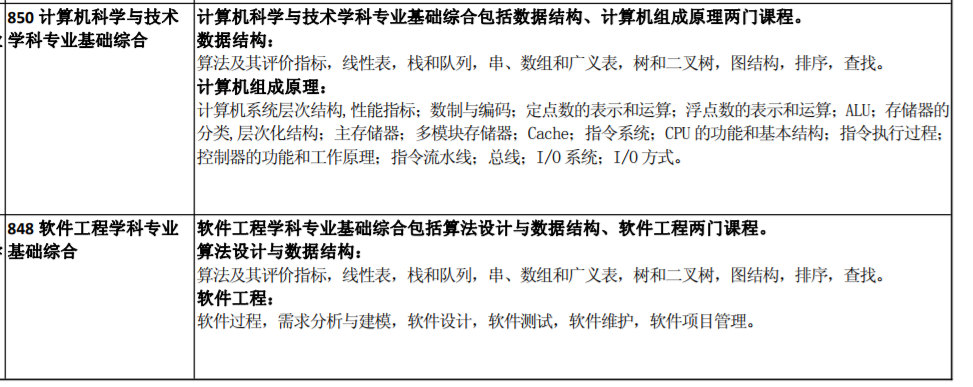 850 计算机科学与技术
学科专业基础综合
计算机科学与技术学科专业基础综合包括数据结构、计算机组成原理两门课程。
数据结构：
算法及其评价指标，线性表，栈和队列，串、数组和广义表，树和二叉树，图结构，排序，查找。
计算机组成原理：
计算机系统层次结构,性能指标；数制与编码；定点数的表示和运算；浮点数的表示和运算；ALU；存储器的
分类,层次化结构；主存储器；多模块存储器；Cache；指令系统；CPU 的功能和基本结构；指令执行过程；
控制器的功能和工作原理；指令流水线；总线；I/O 系统；I/O 方式。
848 软件工程学科专业
基础综合
软件工程学科专业基础综合包括算法设计与数据结构、软件工程两门课程。
算法设计与数据结构：
算法及其评价指标，线性表，栈和队列，串、数组和广义表，树和二叉树，图结构，排序，查找。
软件工程：
软件过程，需求分析与建模，软件设计，软件测试，软件维护，软件项目管理。